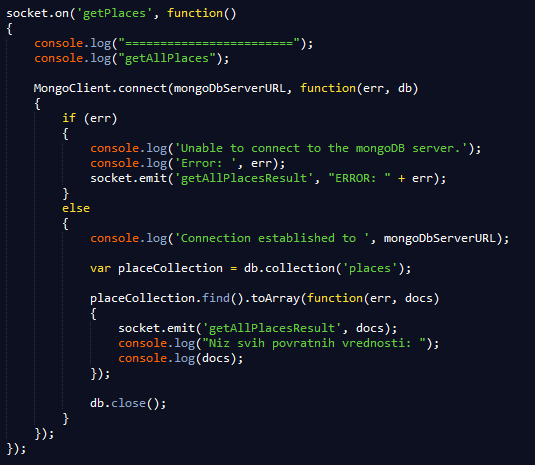 socket.on('getPlaces', function()
{
    console.log("========================");
    console.log("getAllPlaces");
    MongoClient.connect(mongoDbServerURL, function(err, db)
    {
        if (err)
        {
            console.log('Unable to connect to the mongoDB server.');
            console.log('Error: ', err);
            socket.emit('getAllPlacesResult', "ERROR: " + err);
        }
        else
        {
            console.log('Connection established to ', mongoDbServerURL);
            var placeCollection = db.collection('places');
            placeCollection.find().toArray(function(err, docs)
            {
                socket.emit('getAllPlacesResult', docs);
                console.log("Niz svih povratnih vrednosti: ");
                console.log(docs);
            });
            db.close();
        }
    });
});